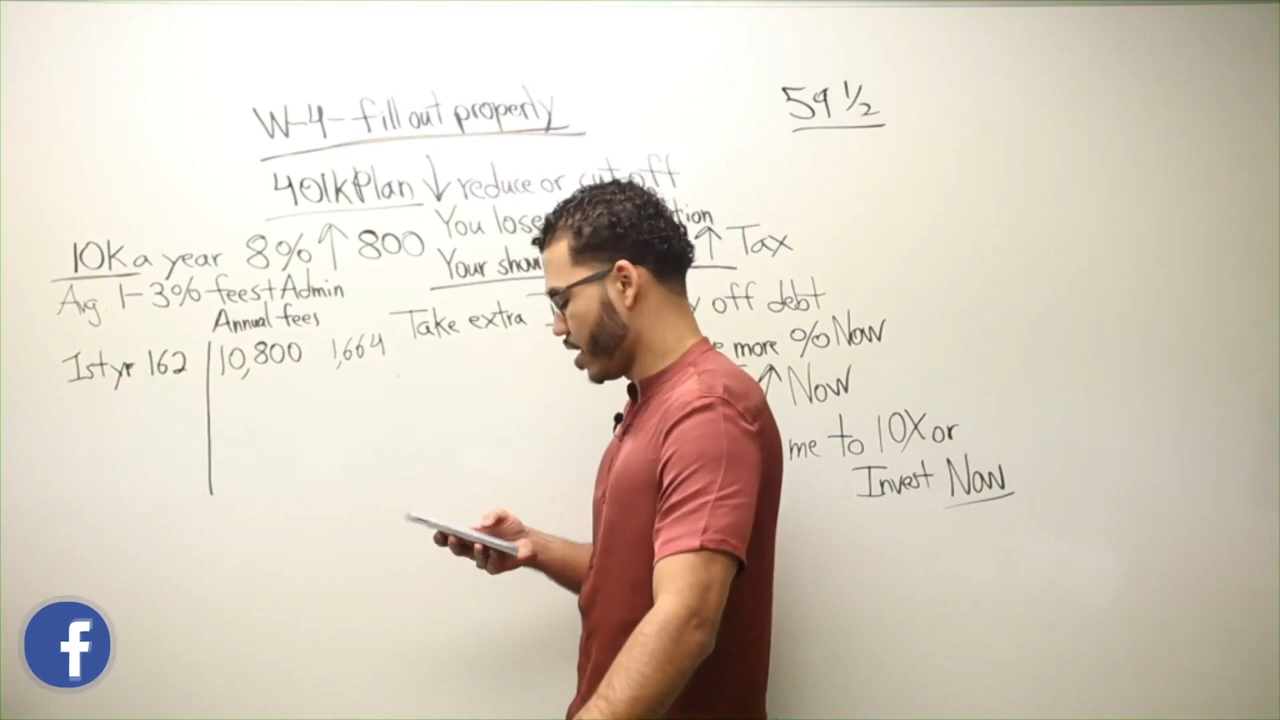 W-4-fill out properly
59 1/2
401k Plan ↓ reduce or cut off
You lose
tion
10K a year 8% ↑ 800
Your shou
↑ Tax
Avg. 1-3% fees + Admin
Annual fees
Take extra
off debt
1st yr 162 10,800 1,664
more % Now
↑ Now
me to 10X or
Invest Now
f